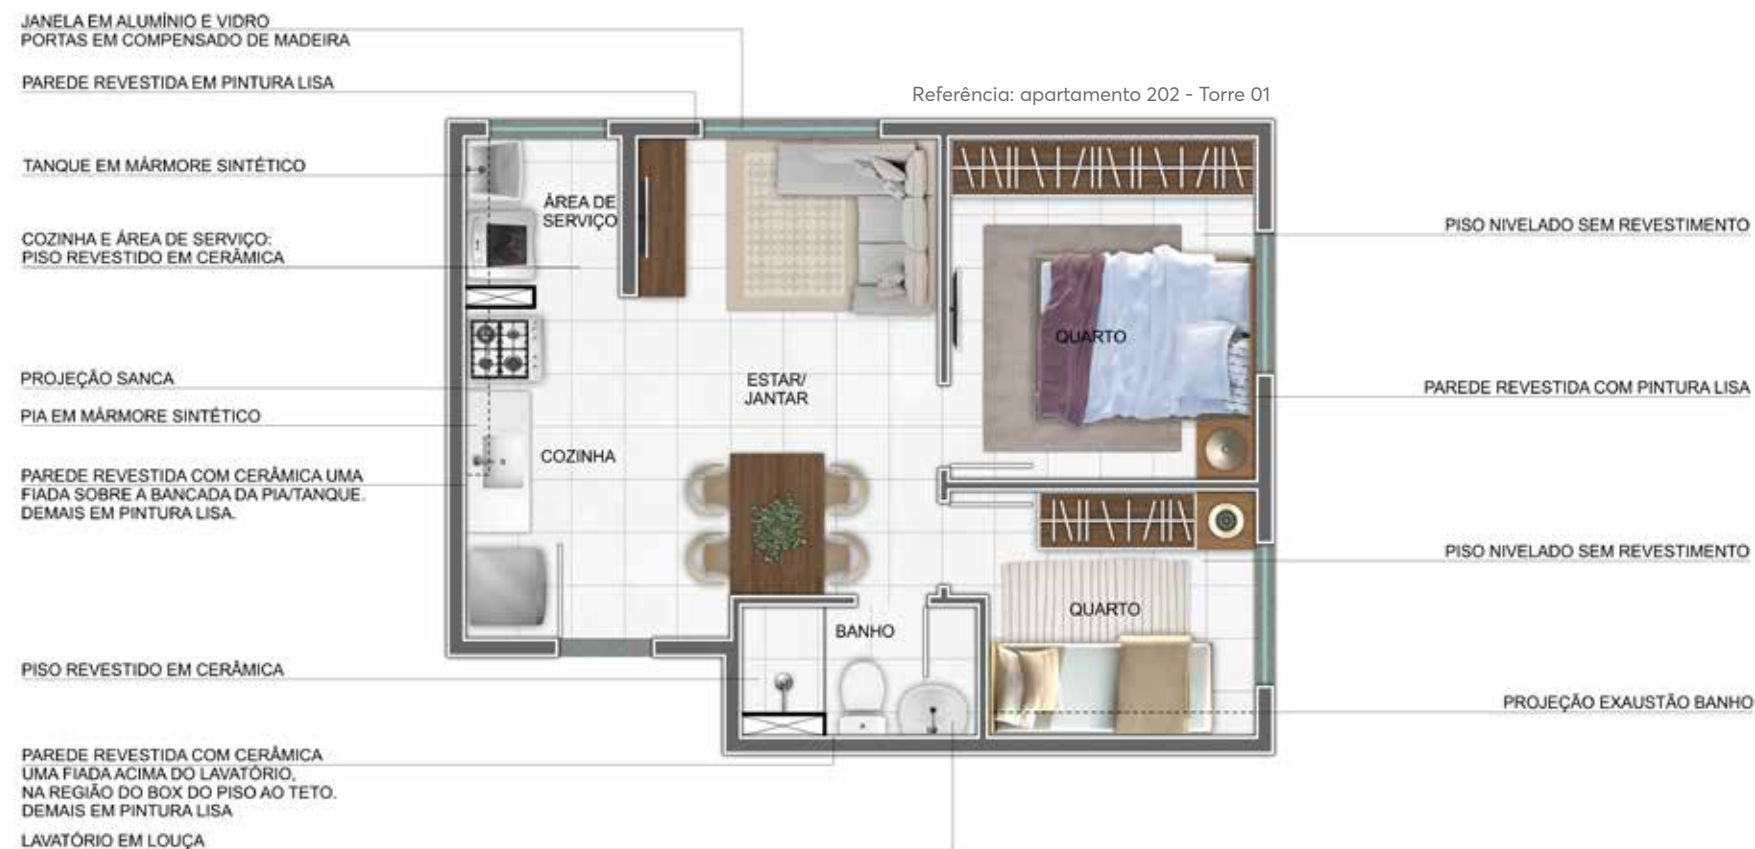 JANELA EM ALUMÍNIO E VIDRO
PORTAS EM COMPENSADO DE MADEIRA
PAREDE REVESTIDA EM PINTURA LISA
Referência: apartamento 202 - Torre 01
TANQUE EM MÁRMORE SINTÉTICO
COZINHA E ÁREA DE SERVIÇO:
PISO REVESTIDO EM CERÂMICA
PROJEÇÃO SANCA
PIA EM MÁRMORE SINTÉTICO
PAREDE REVESTIDA COM CERÂMICA UMA
FIADA SOBRE A BANCADA DA PIA/TANQUE.
DEMAIS EM PINTURA LISA.
PISO REVESTIDO EM CERÂMICA
PAREDE REVESTIDA COM CERÂMICA
UMA FIADA ACIMA DO LAVATÓRIO,
NA REGIÃO DO BOX DO PISO AO TETO.
DEMAIS EM PINTURA LISA
LAVATÓRIO EM LOUÇA
ÁREA DE
SERVIÇO
ESTAR/
JANTAR
COZINHA
BANHO
QUARTO
QUARTO
PISO NIVELADO SEM REVESTIMENTO
PAREDE REVESTIDA COM PINTURA LISA
PISO NIVELADO SEM REVESTIMENTO
PROJEÇÃO EXAUSTÃO BANHO